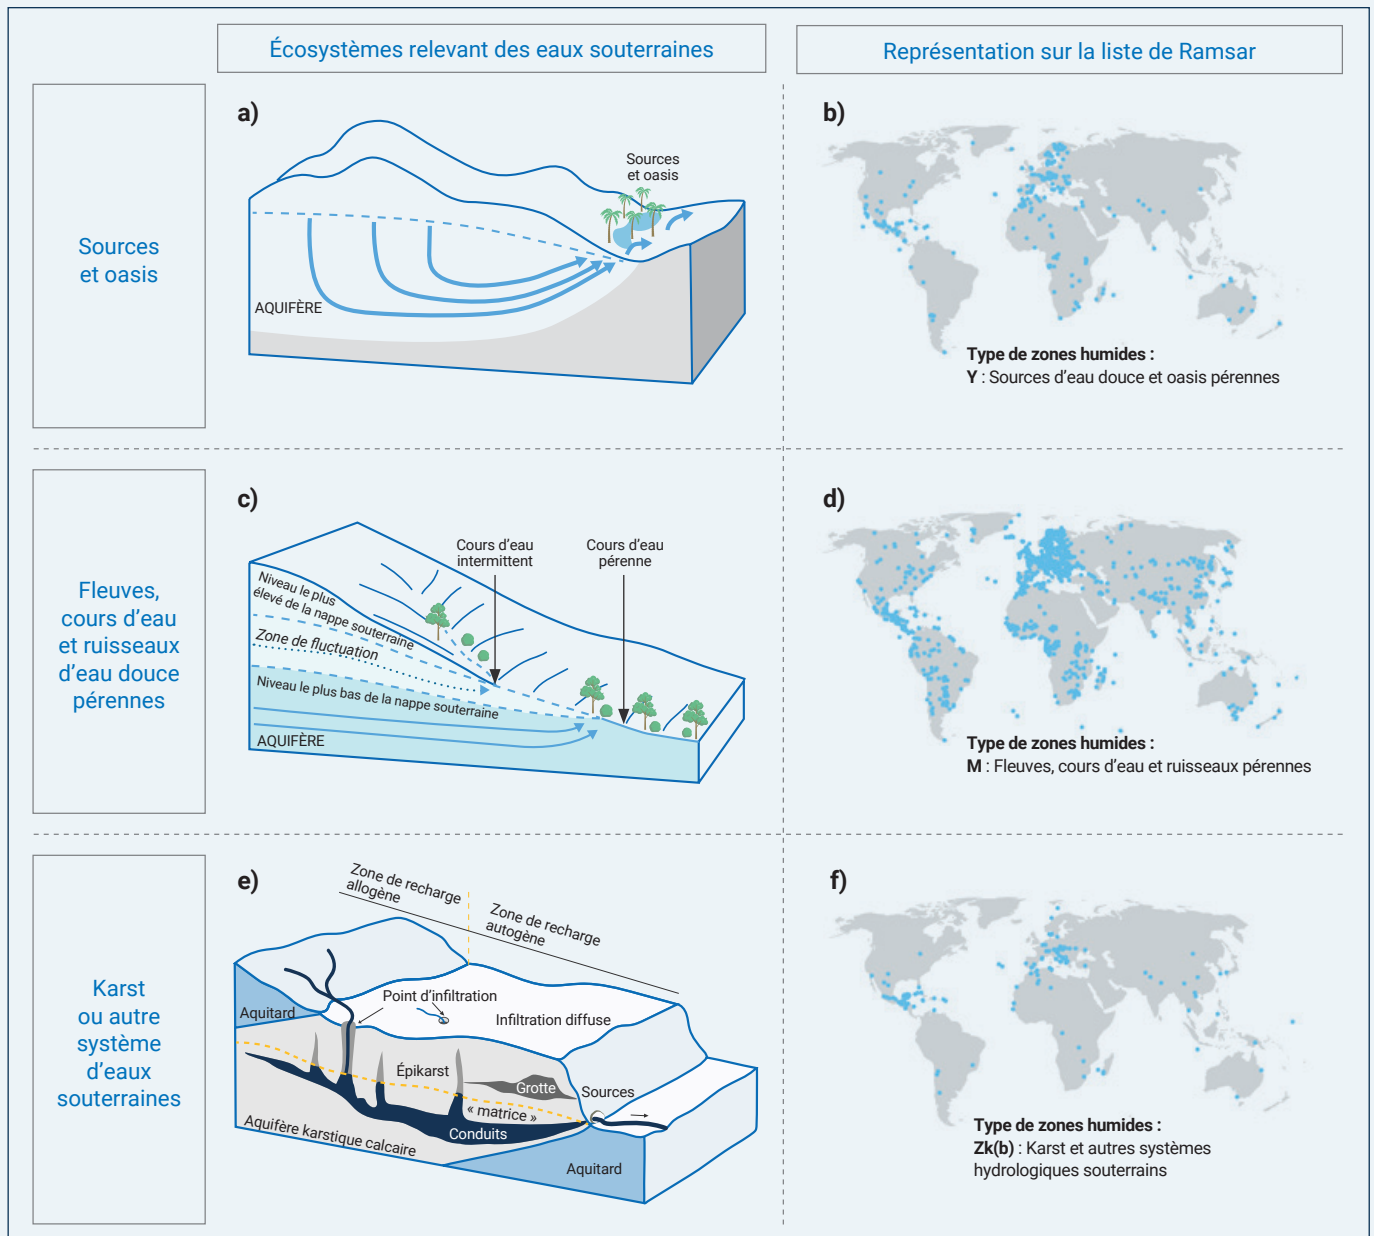 Écosystèmes relevant des eaux souterraines
Représentation sur la liste de Ramsar
Sources
et oasis
a)
Sources
et oasis
AQUIFÈRE
b)
Type de zones humides :
Y : Sources d'eau douce et oasis pérennes
Fleuves,
cours d'eau
et ruisseaux
d'eau douce
pérennes
c)
Cours d'eau
intermittent
Cours d'eau
pérenne
Niveau le plus
élevé de la nappe souterraine
Zone de fluctuation
Niveau le plus bas de la nappe souterraine
AQUIFÈRE
d)
Type de zones humides :
M : Fleuves, cours d'eau et ruisseaux pérennes
Karst
ou autre
système
d'eaux
souterraines
e)
Zone de recharge
allogène
Zone de recharge
autogène
Point d'infiltration
Aquitard
Infiltration diffuse
Épikarst
Grotte
Sources
« matrice »
Conduits
Aquifère karstique calcaire
Aquitard
f)
Type de zones humides :
Zk(b) : Karst et autres systèmes
hydrologiques souterrains